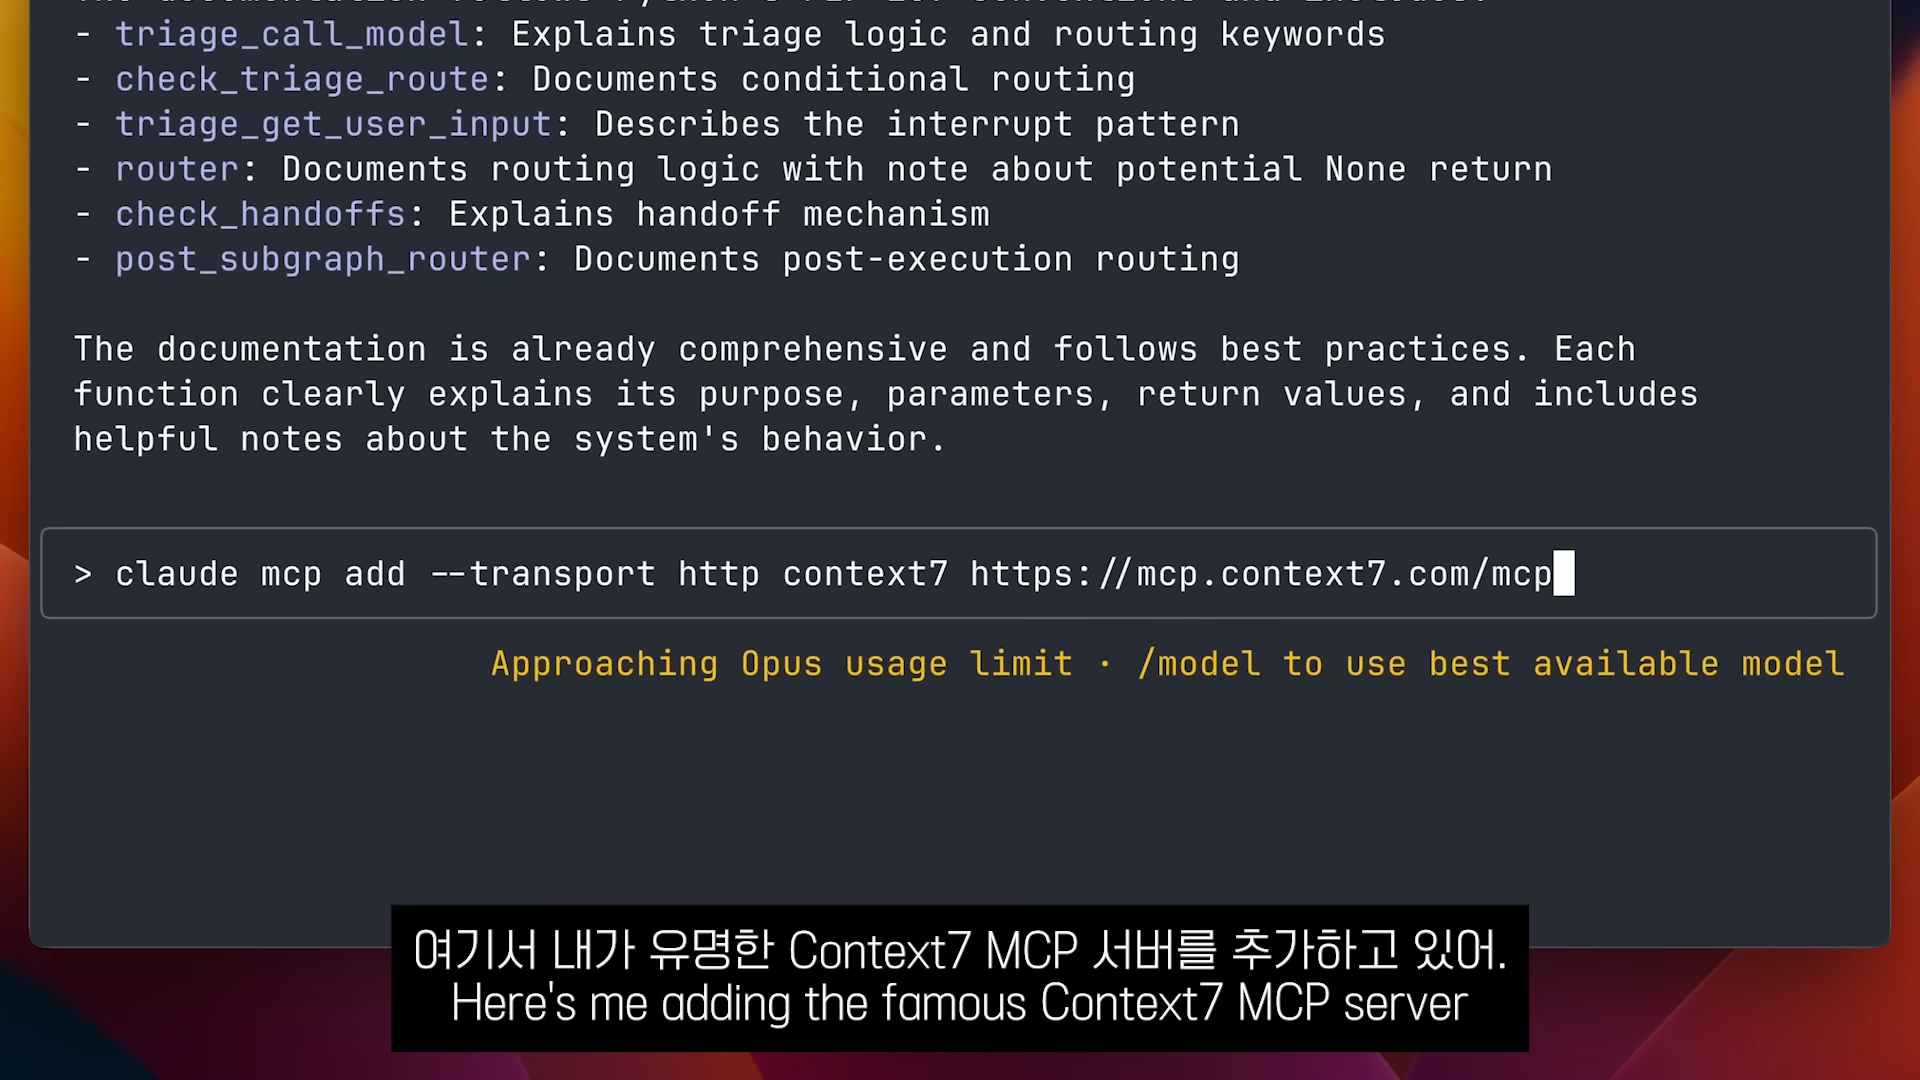 - triage_call_model: Explains triage logic and routing keywords
- check_triage_route: Documents conditional routing
- triage_get_user_input: Describes the interrupt pattern
- router: Documents routing logic with note about potential None return
- check_handoffs: Explains handoff mechanism
- post_subgraph_router: Documents post-execution routing
The documentation is already comprehensive and follows best practices. Each
function clearly explains its purpose, parameters, return values, and includes
helpful notes about the system's behavior.
> claude mcp add --transport http context7 https://mcp.context7.com/mcp
Approaching Opus usage limit · /model to use best available model
여기서 내가 유명한 Context7 MCP 서버를 추가하고 있어.
Here's me adding the famous Context7 MCP server